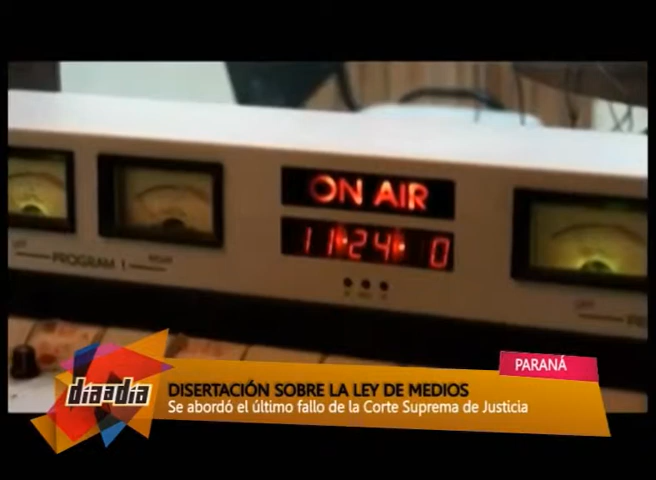 ON AIR
11:24: 0
PROGRAM 1
PARANÁ
díaadía
DISERTACIÓN SOBRE LA LEY DE MEDIOS
Se abordó el último fallo de la Corte Suprema de Justicia